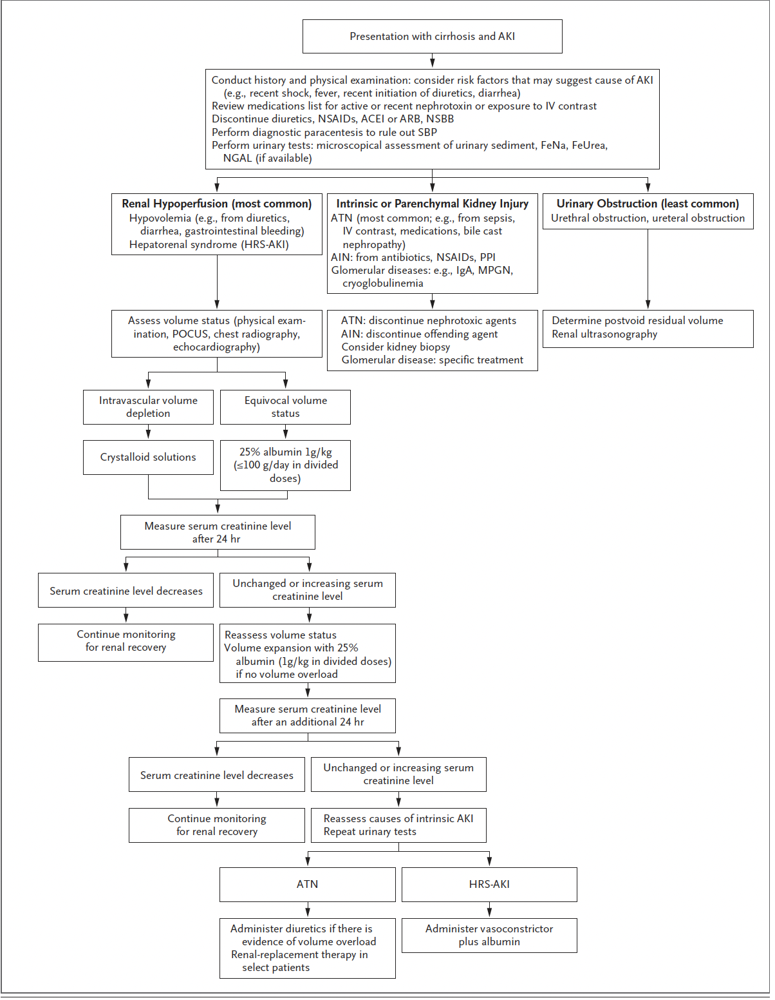 Presentation with cirrhosis and AKI
Conduct history and physical examination: consider risk factors that may suggest cause of AKI
(e.g., recent shock, fever, recent initiation of diuretics, diarrhea)
Review medications list for active or recent nephrotoxin or exposure to IV contrast
Discontinue diuretics, NSAIDs, ACEI or ARB, NSBB
Perform diagnostic paracentesis to rule out SBP
Perform urinary tests: microscopical assessment of urinary sediment, FeNa, FeUrea,
NGAL (if available)
Renal Hypoperfusion (most common)
Hypovolemia (e.g., from diuretics,
diarrhea, gastrointestinal bleeding)
Hepatorenal syndrome (HRS-AKI)
Intrinsic or Parenchymal Kidney Injury
ATN (most common; e.g., from sepsis,
IV contrast, medications, bile cast
nephropathy)
AIN: from antibiotics, NSAIDs, PPI
Glomerular diseases: e.g., IgA, MPGN,
cryoglobulinemia
Urinary Obstruction (least common)
Urethral obstruction, ureteral obstruction
Assess volume status (physical exam-
ination, POCUS, chest radiography,
echocardiography)
ATN: discontinue nephrotoxic agents
AIN: discontinue offending agent
Consider kidney biopsy
Glomerular disease: specific treatment
Determine postvoid residual volume
Renal ultrasonography
Intravascular volume
depletion
Equivocal volume
status
Crystalloid solutions
25% albumin 1g/kg
(≤100 g/day in divided
doses)
Measure serum creatinine level
after 24 hr
Serum creatinine level decreases
Unchanged or increasing serum
creatinine level
Continue monitoring
for renal recovery
Reassess volume status
Volume expansion with 25%
albumin (1g/kg in divided doses)
if no volume overload
Measure serum creatinine level
after an additional 24 hr
Serum creatinine level decreases
Unchanged or increasing serum
creatinine level
Continue monitoring
for renal recovery
Reassess causes of intrinsic AKI
Repeat urinary tests
ATN
HRS-AKI
Administer diuretics if there is
evidence of volume overload
Renal-replacement therapy in
select patients
Administer vasoconstrictor
plus albumin